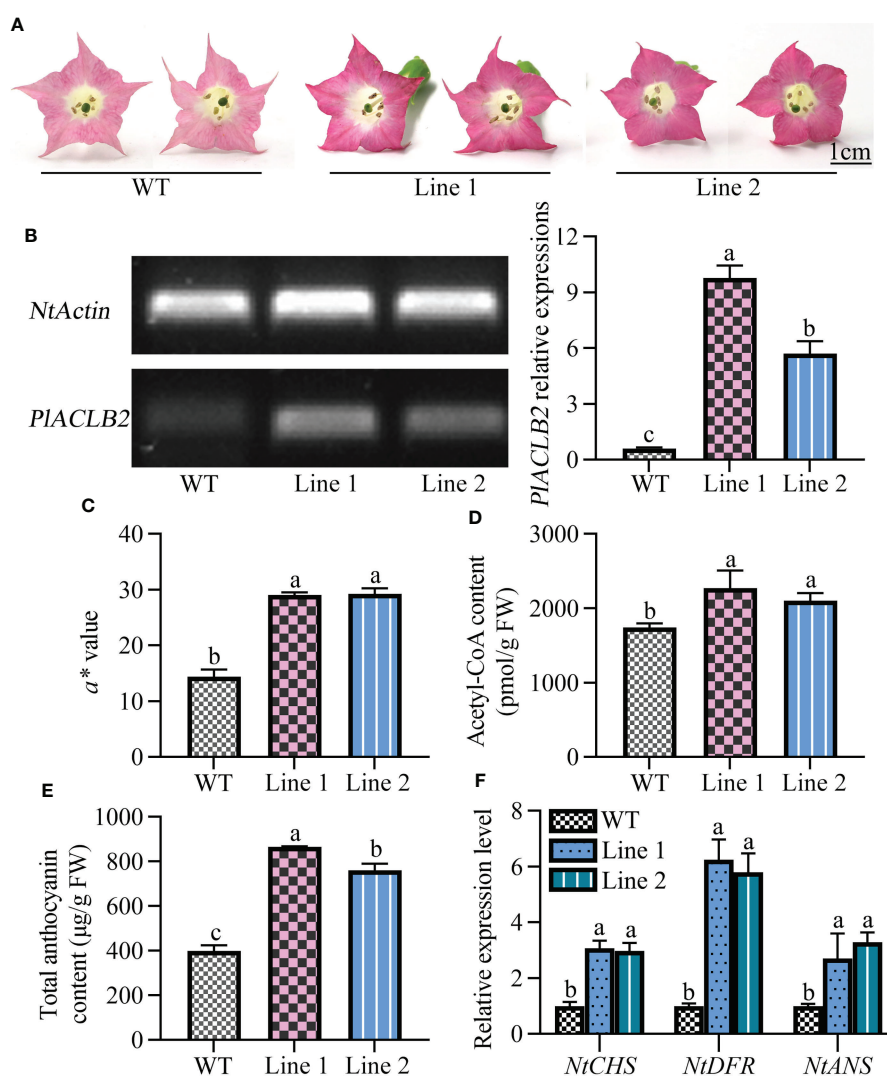 A
WT
Line 1
Line 2
1cm
B
NtActin
PlACLB2
WT
Line 1
Line 2
PlACLB2 relative expressions
12
9
6
3
0
a
b
c
WT
Line 1
Line 2
C
a* value
40
30
20
10
0
b
a
a
WT
Line 1
Line 2
D
Acetyl-CoA content
(pmol/g FW)
3000
2000
1000
0
b
a
a
WT
Line 1
Line 2
E
Total anthocyanin
content (μg/g FW)
1000
800
600
400
200
0
c
a
b
WT
Line 1
Line 2
F
Relative expression level
8
6
4
2
0
WT
Line 1
Line 2
b
a
a
b
a
a
b
a
a
NtCHS
NtDFR
NtANS